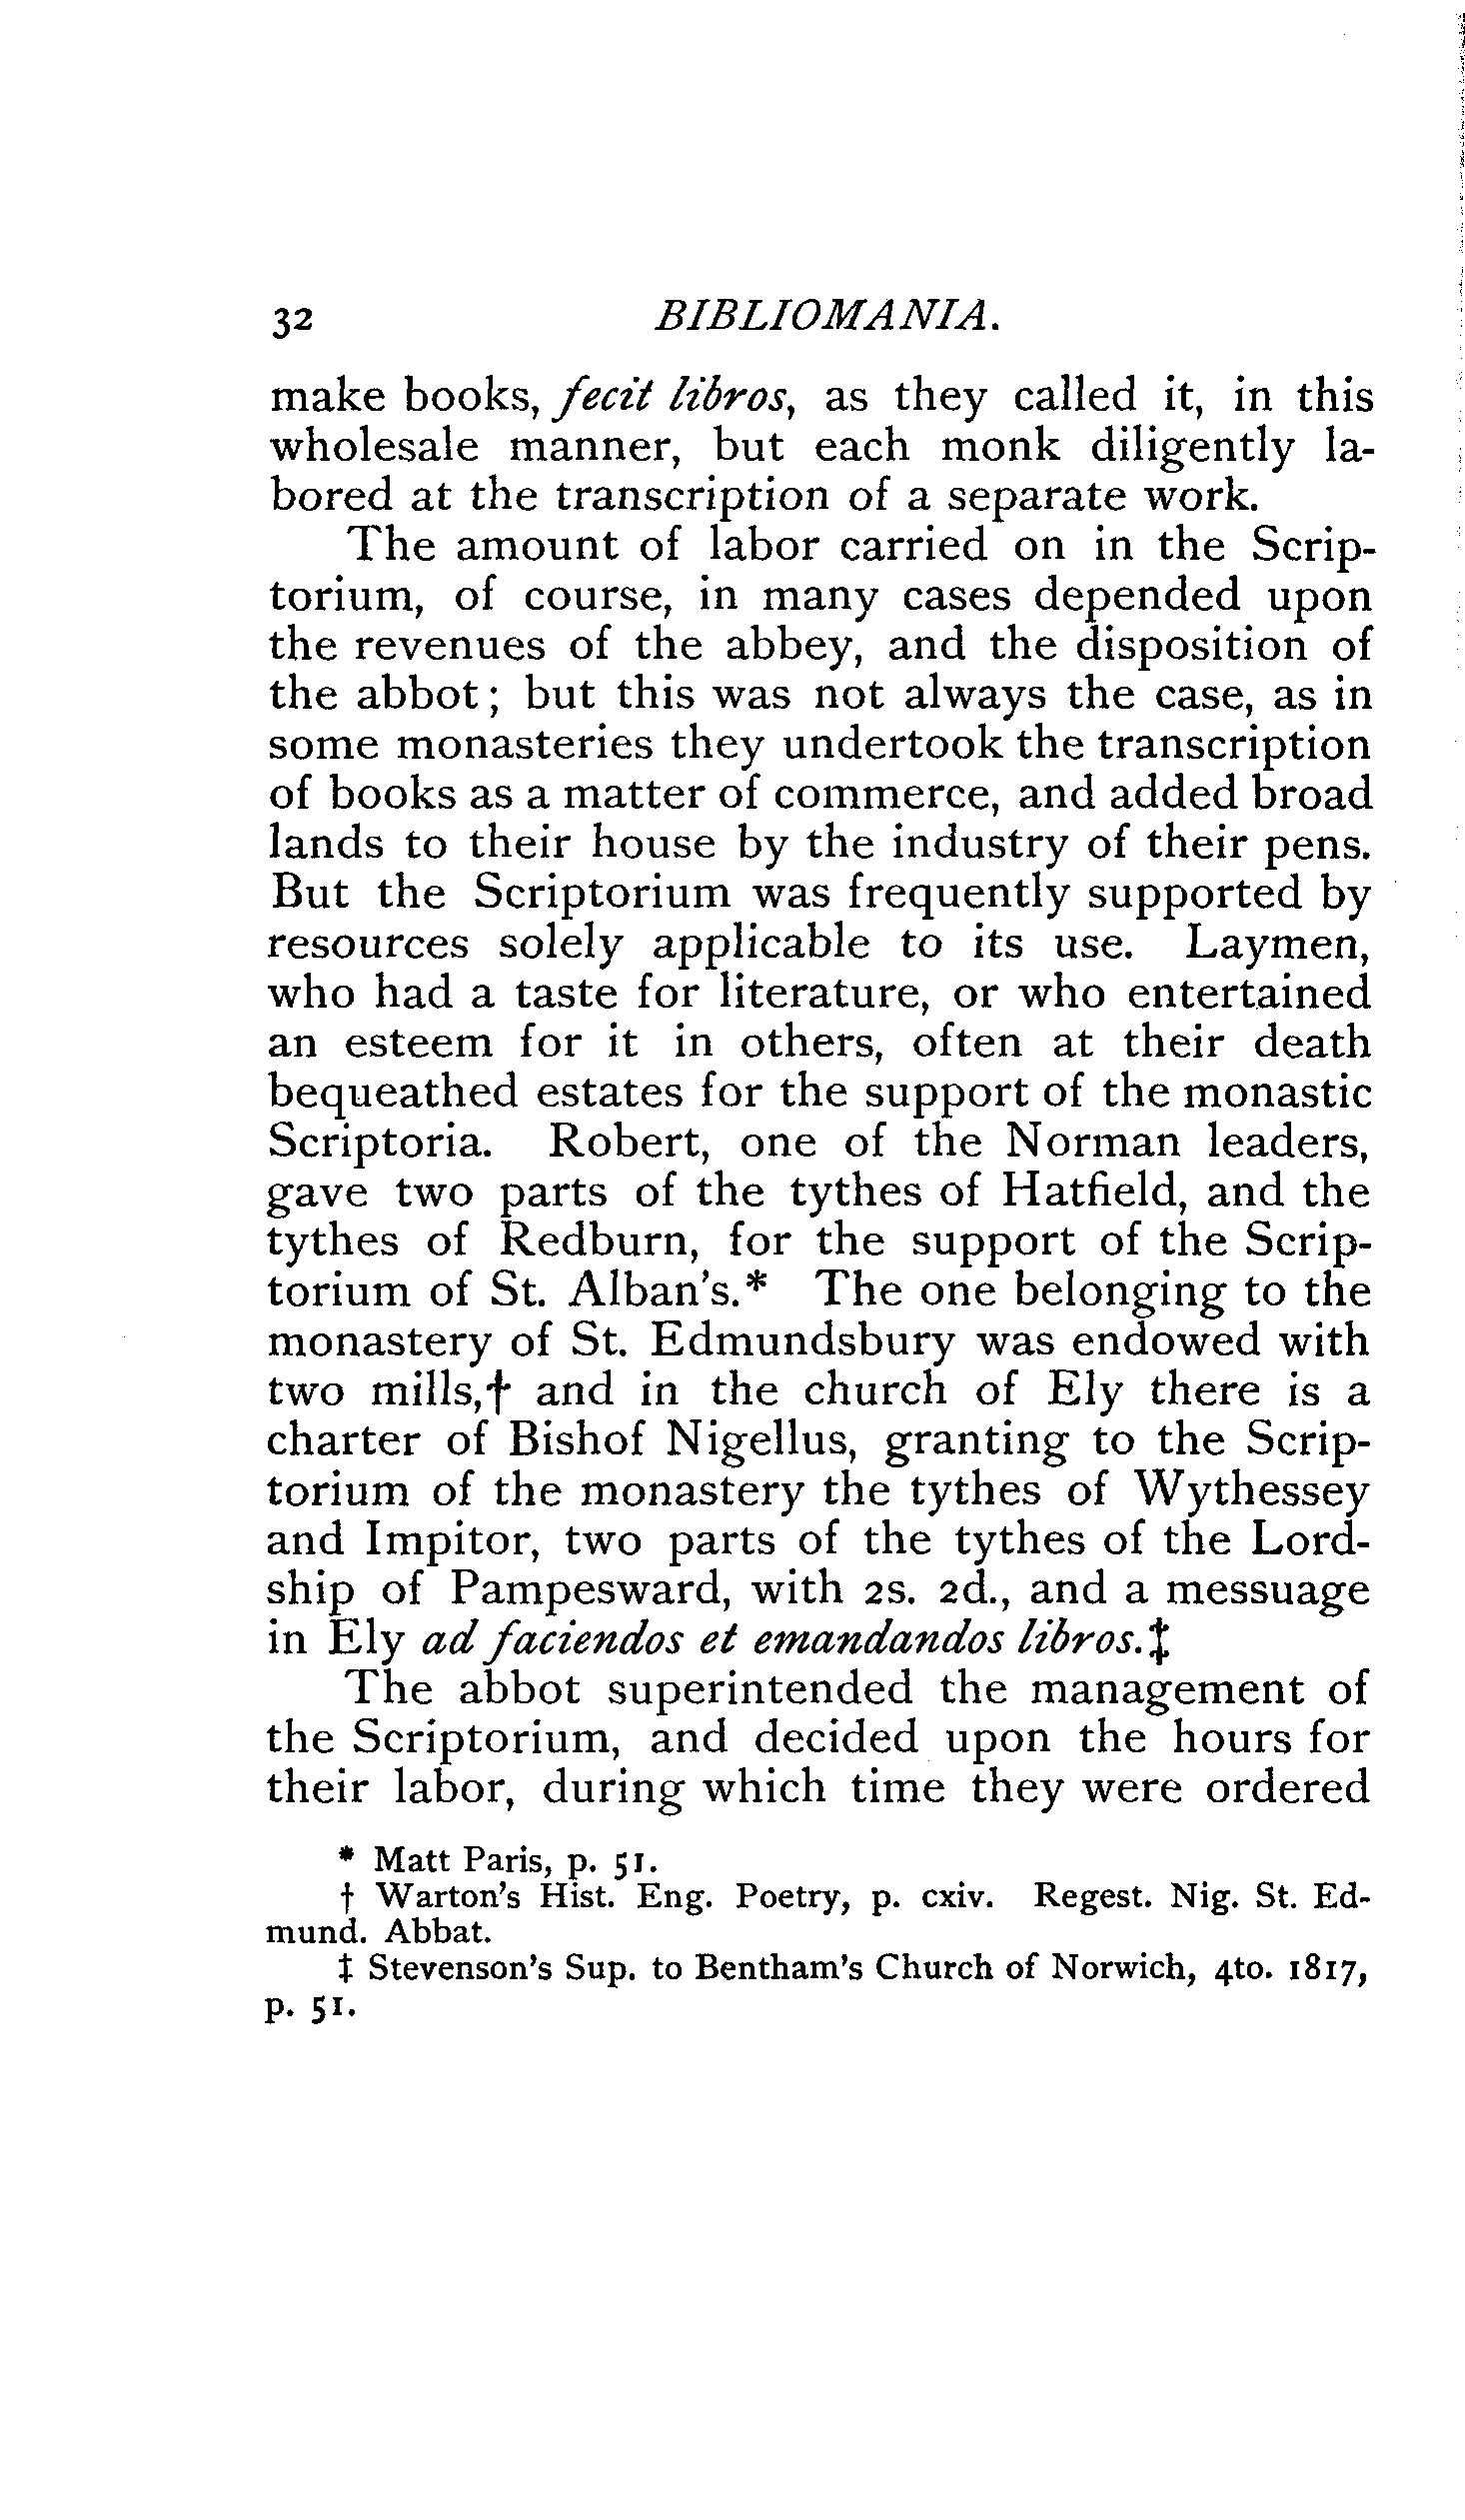 32 BIBLIOMANIA.
make books, fecit libros, as they called it, in this
wholesale manner, but each monk diligently la-
bored at the transcription of a separate work.
The amount of labor carried on in the Scrip-
torium, of course, in many cases depended upon
the revenues of the abbey, and the disposition of
the abbot; but this was not always the case, as in
some monasteries they undertook the transcription
of books as a matter of commerce, and added broad
lands to their house by the industry of their pens.
But the Scriptorium was frequently supported by
resources solely applicable to its use. Laymen,
who had a taste for literature, or who entertained
an esteem for it in others, often at their death
bequeathed estates for the support of the monastic
Scriptoria. Robert, one of the Norman leaders,
gave two parts of the tythes of Hatfield, and the
tythes of Redburn, for the support of the Scrip-
torium of St. Alban's.* The one belonging to the
monastery of St. Edmundsbury was endowed with
two mills,† and in the church of Ely there is a
charter of Bishof Nigellus, granting to the Scrip-
torium of the monastery the tythes of Wythessey
and Impitor, two parts of the tythes of the Lord-
ship of Pampesward, with 2s. 2d., and a messuage
in Ely ad faciendos et emandandos libros.‡
The abbot superintended the management of
the Scriptorium, and decided upon the hours for
their labor, during which time they were ordered
* Matt Paris, p. 51.
† Warton's Hist. Eng. Poetry, p. cxiv. Regest. Nig. St. Ed-
mund. Abbat.
‡ Stevenson's Sup. to Bentham's Church of Norwich, 4to. 1817,
p. 51.